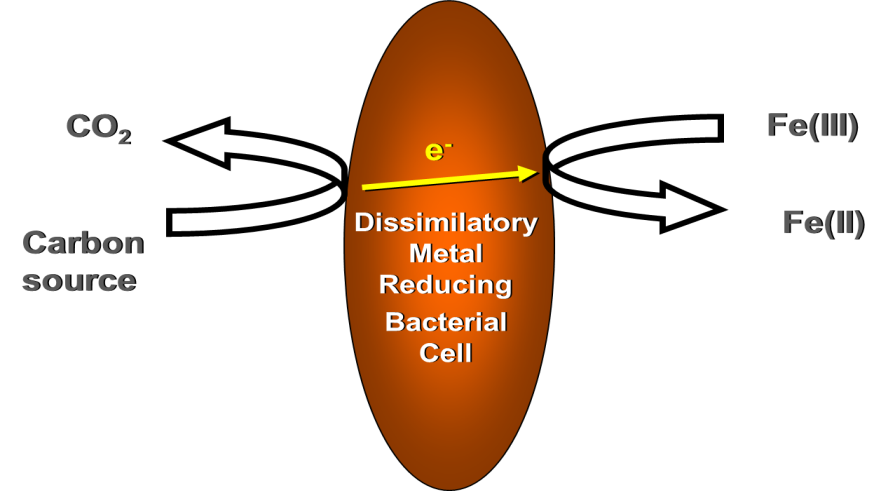 CO₂
Carbon
source
e⁻
Dissimilatory
Metal
Reducing
Bacterial
Cell
Fe(III)
Fe(II)